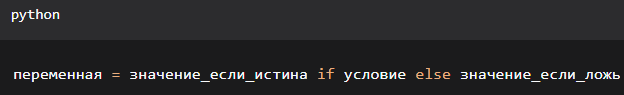 python
переменная = значение_если_истина if условие else значение_если_ложь